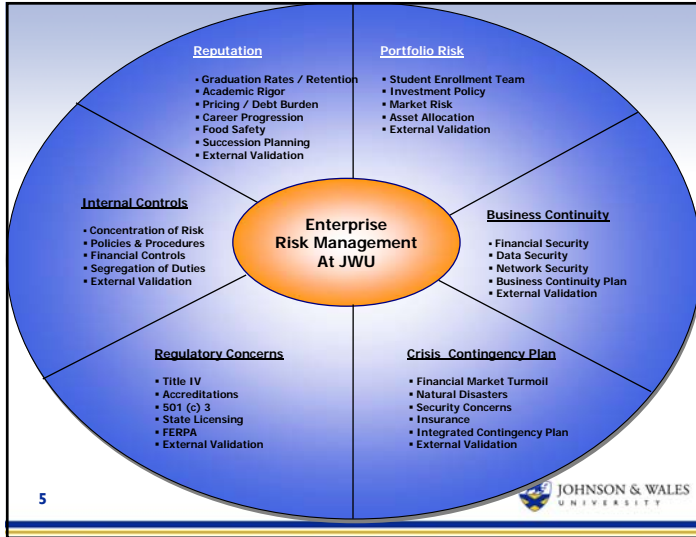 Reputation
▪ Graduation Rates / Retention
▪ Academic Rigor
▪ Pricing / Debt Burden
▪ Career Progression
▪ Food Safety
▪ Succession Planning
▪ External Validation
Portfolio Risk
▪ Student Enrollment Team
▪ Investment Policy
▪ Market Risk
▪ Asset Allocation
▪ External Validation
Internal Controls
▪ Concentration of Risk
▪ Policies & Procedures
▪ Financial Controls
▪ Segregation of Duties
▪ External Validation
Enterprise
Risk Management
At JWU
Business Continuity
▪ Financial Security
▪ Data Security
▪ Network Security
▪ Business Continuity Plan
▪ External Validation
Regulatory Concerns
▪ Title IV
▪ Accreditations
▪ 501 (c) 3
▪ State Licensing
▪ FERPA
▪ External Validation
Crisis Contingency Plan
▪ Financial Market Turmoil
▪ Natural Disasters
▪ Security Concerns
▪ Insurance
▪ Integrated Contingency Plan
▪ External Validation
5
JOHNSON & WALES
UNIVERSITY